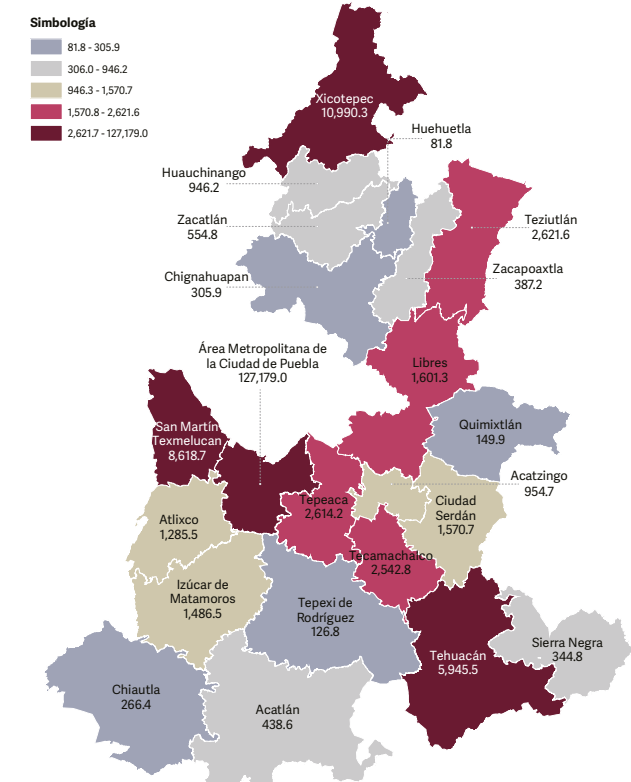 Simbología
81.8 - 305.9
306.0 - 946.2
946.3 - 1,570.7
1,570.8 - 2,621.6
2,621.7 - 127,179.0
Xicotepec
10,990.3
Huehuetla
81.8
Huauchinango
946.2
Zacatlán
554.8
Teziutlán
2,621.6
Chignahuapan
305.9
Zacapoaxtla
387.2
Área Metropolitana de
la Ciudad de Puebla
127,179.0
Libres
1,601.3
San Martín
Texmelucan
8,618.7
Quimixtlán
149.9
Acatzingo
954.7
Tepeaca
2,614.2
Ciudad
Serdán
1,570.7
Atlixco
1,285.5
Tecamachalco
2,542.8
Izúcar de
Matamoros
1,486.5
Tepexi de
Rodríguez
126.8
Sierra Negra
344.8
Tehuacán
5,945.5
Chiautla
266.4
Acatlán
438.6